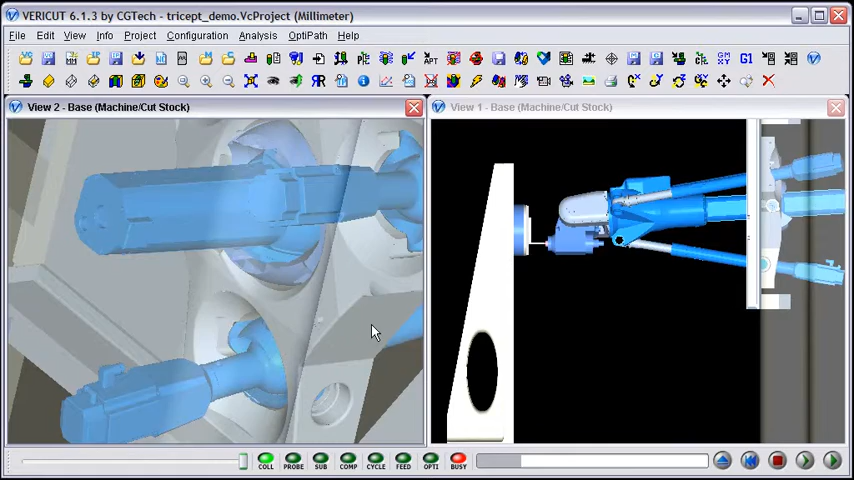 VERICUT 6.1.3 by CGTech - tricept_demo.VcProject (Millimeter)
File Edit View Info Project Configuration Analysis OptiPath Help
View 2 - Base (Machine/Cut Stock)
View 1 - Base (Machine/Cut Stock)
COLL PROBE SUB COMP CYCLE FEED OPTI BUSY